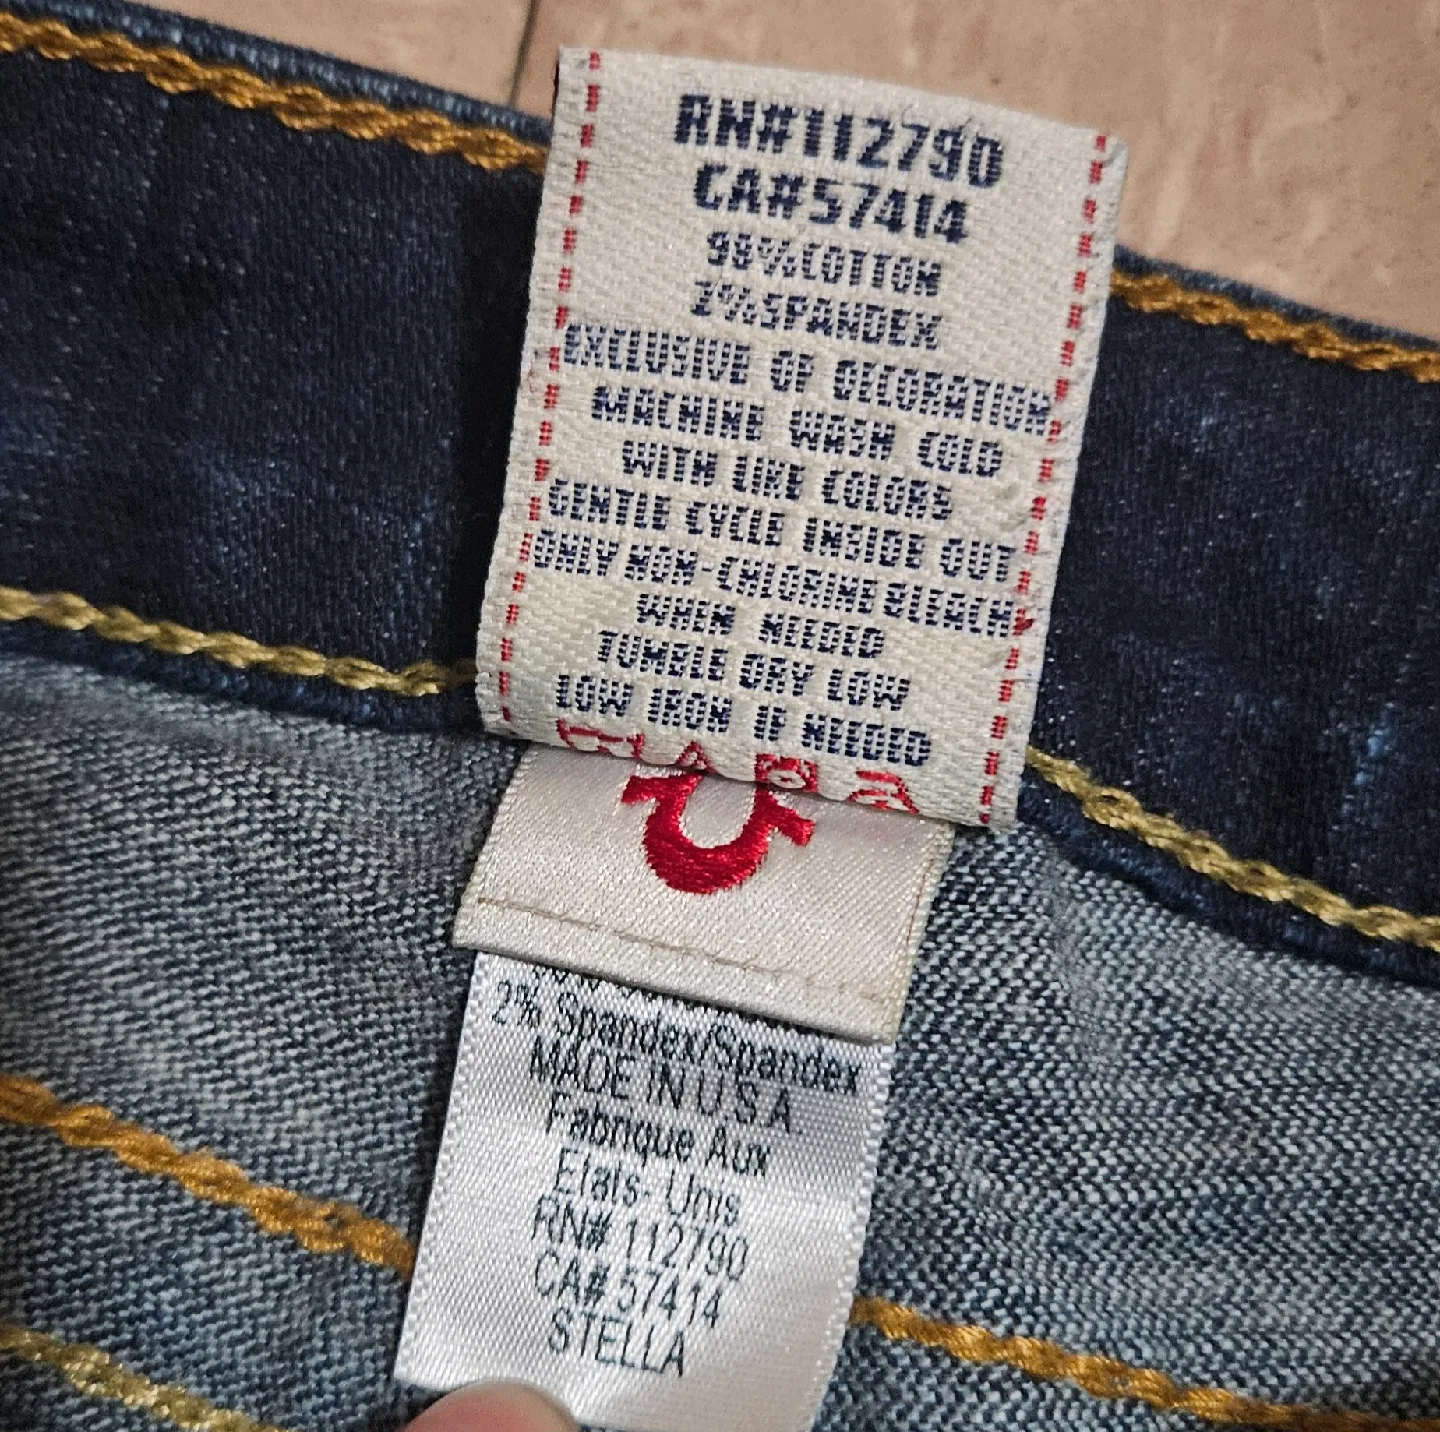 RN#112790
CA#57414
98%COTTON
2%SPANDEX
EXCLUSIVE OF DECORATION
MACHINE WASH COLD
WITH LIKE COLORS
GENTLE CYCLE INSIDE OUT
ONLY NON-CHLORINE BLEACH
WHEN NEEDED
TUMBLE DRY LOW
LOW IRON IF NEEDED
2% Spandex/Spandex
MADE IN U.S.A
Fabrique Aux
Etats- Unis
RN# 112790
CA# 57414
STELLA